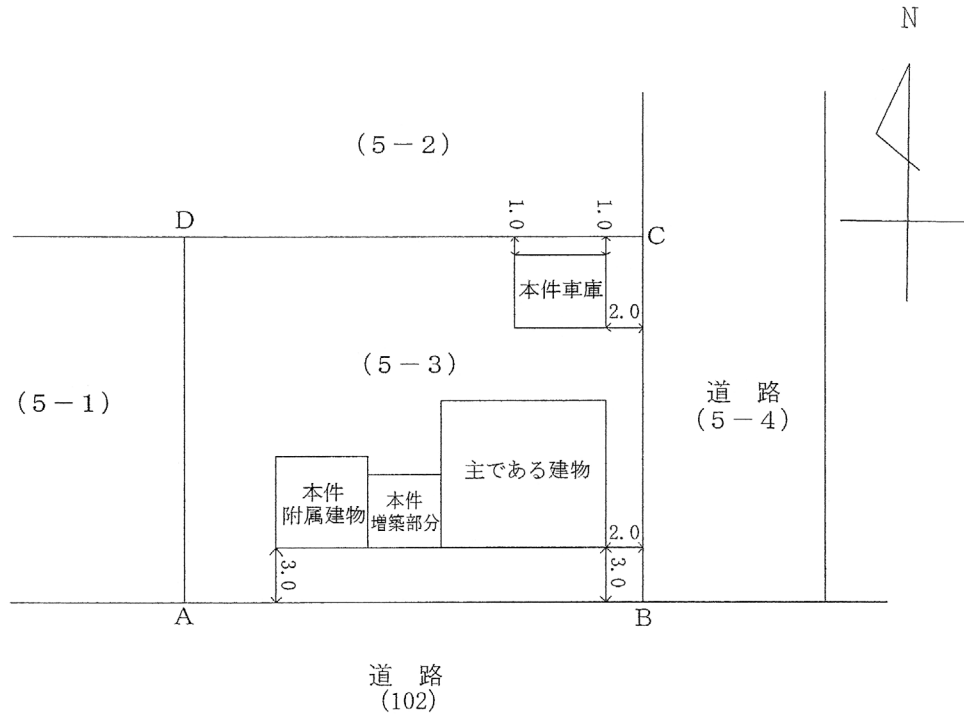 N
(5－2)
D
1.0
1.0
C
本件車庫
2.0
(5－3)
(5－1)
道　路
(5－4)
主である建物
本件
附属建物
本件
増築部分
2.0
3.0
3.0
A
B
道　路
(102)